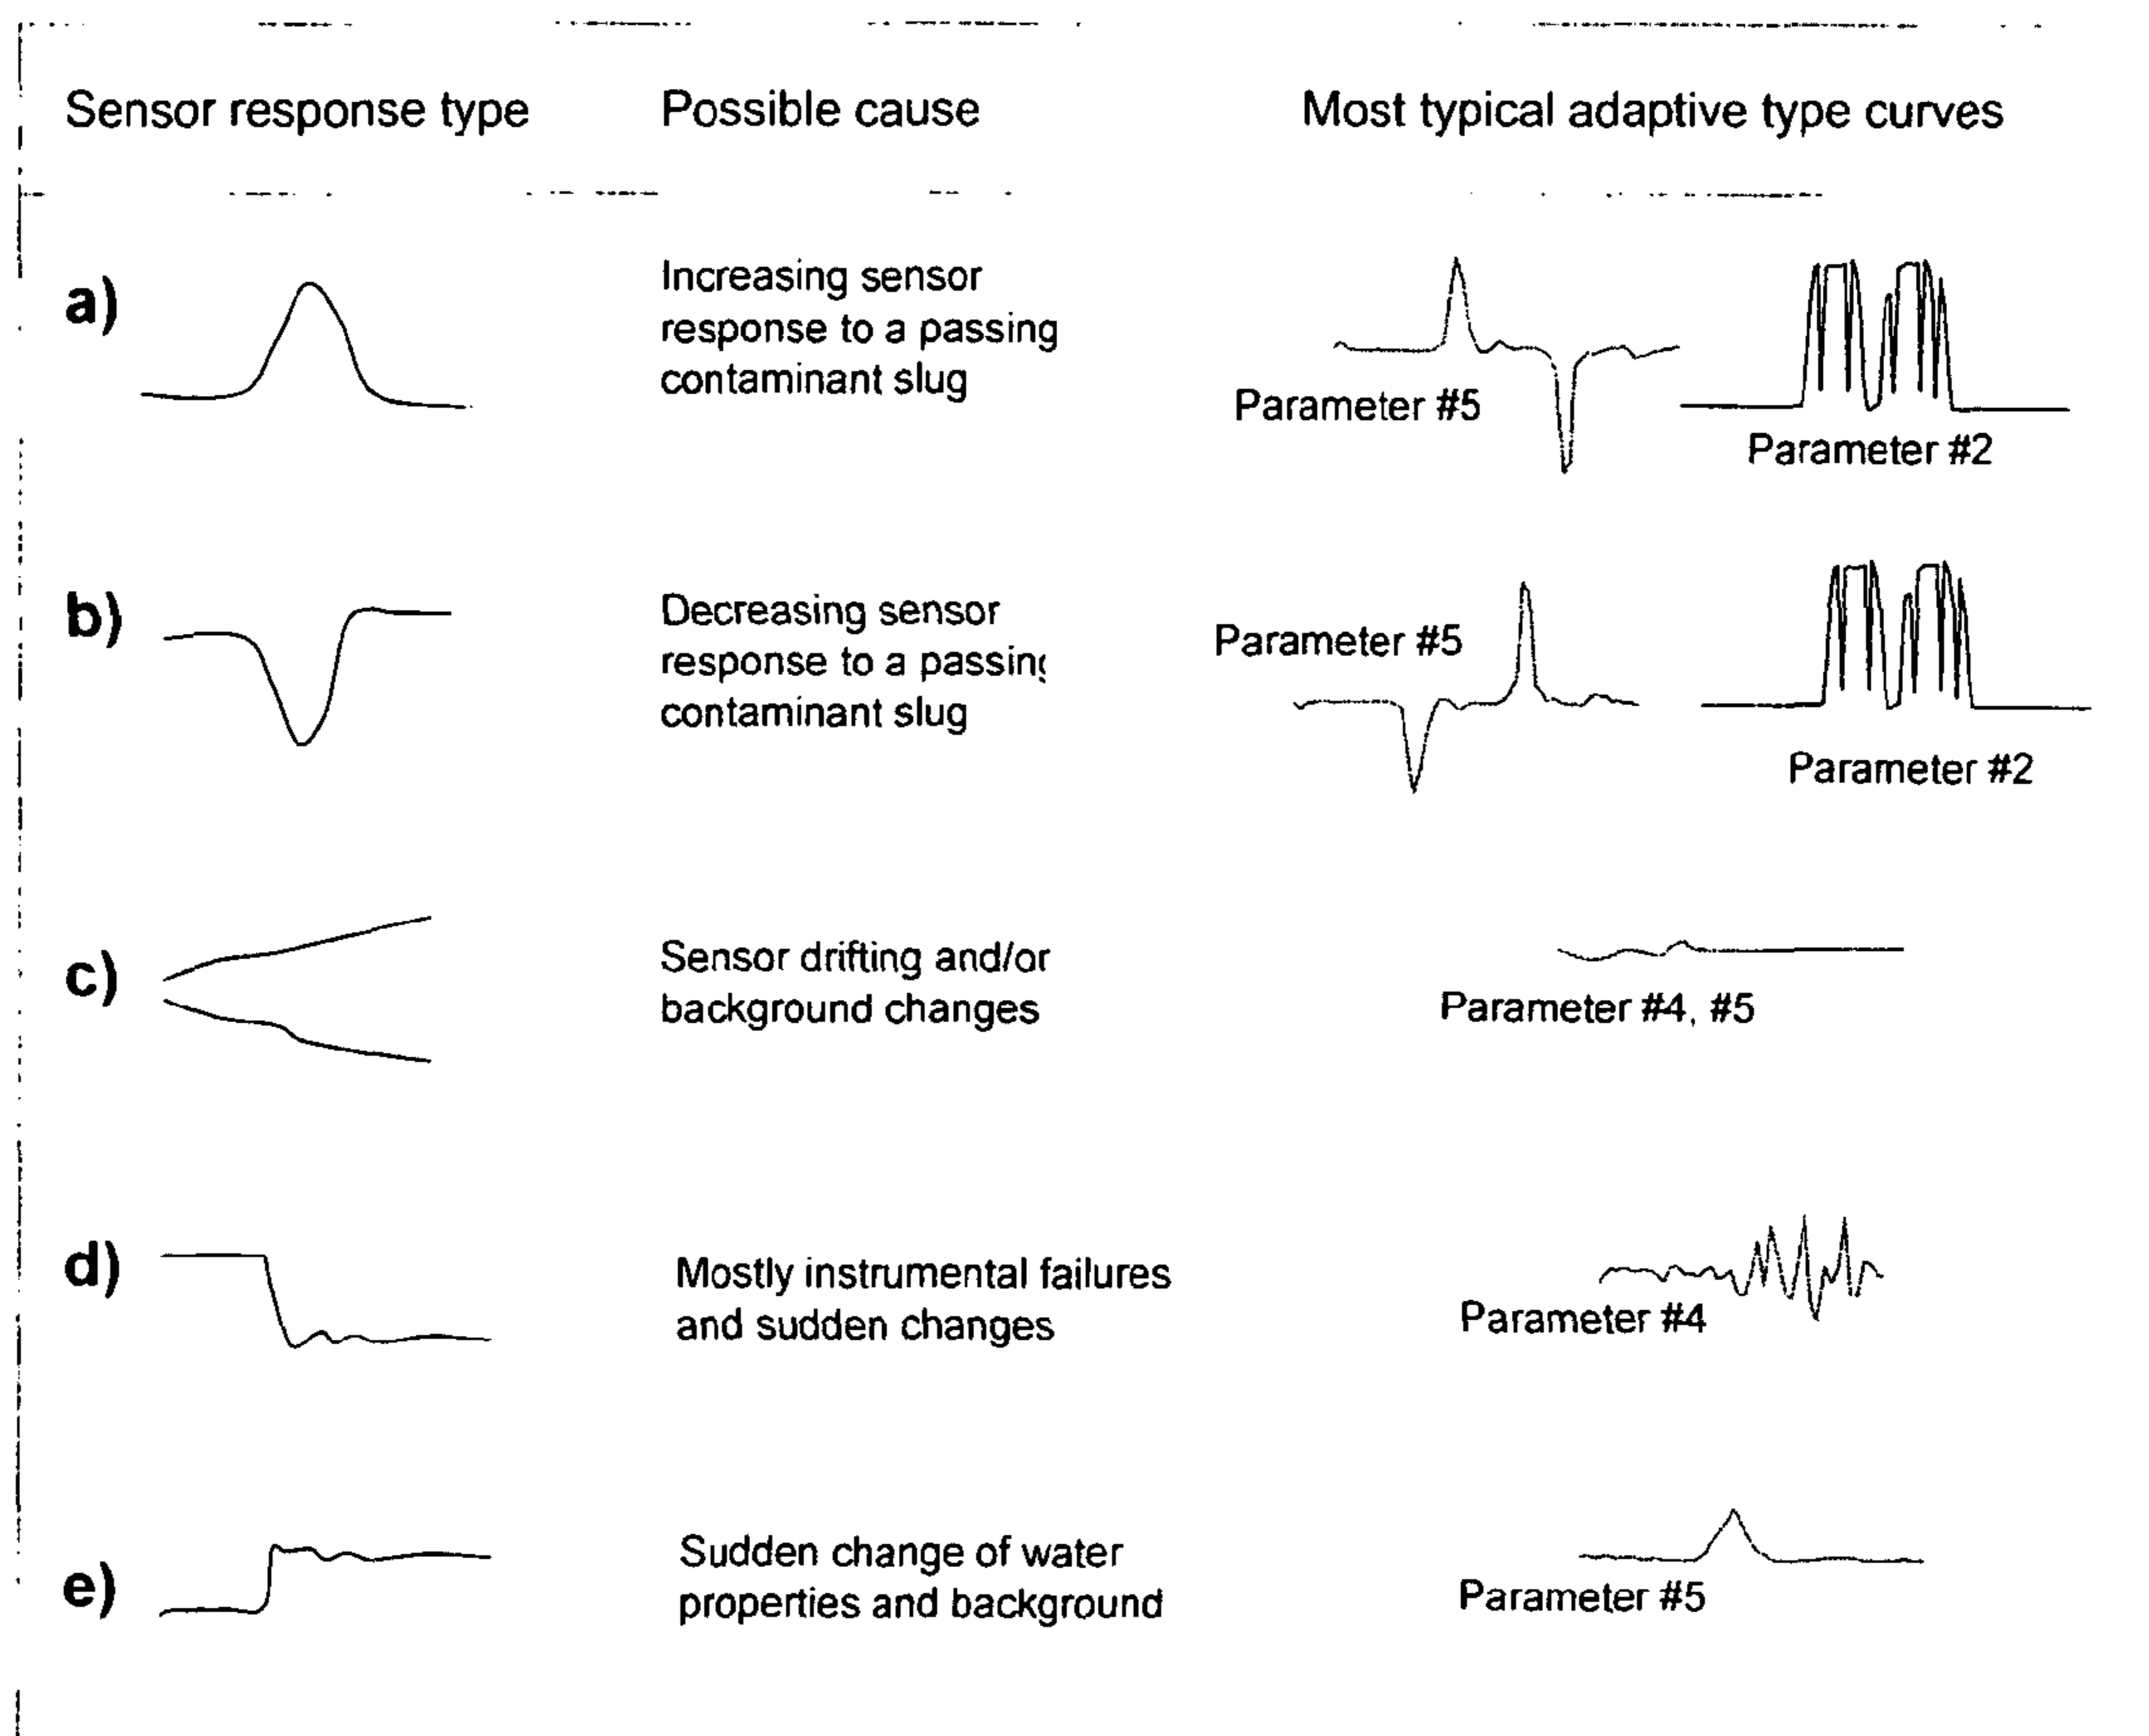 Sensor response type
Possible cause
Most typical adaptive type curves
a)
Increasing sensor
response to a passing
contaminant slug
Parameter #5
Parameter #2
b)
Decreasing sensor
response to a passing
contaminant slug
Parameter #5
Parameter #2
c)
Sensor drifting and/or
background changes
Parameter #4, #5
d)
Mostly instrumental failures
and sudden changes
Parameter #4
e)
Sudden change of water
properties and background
Parameter #5